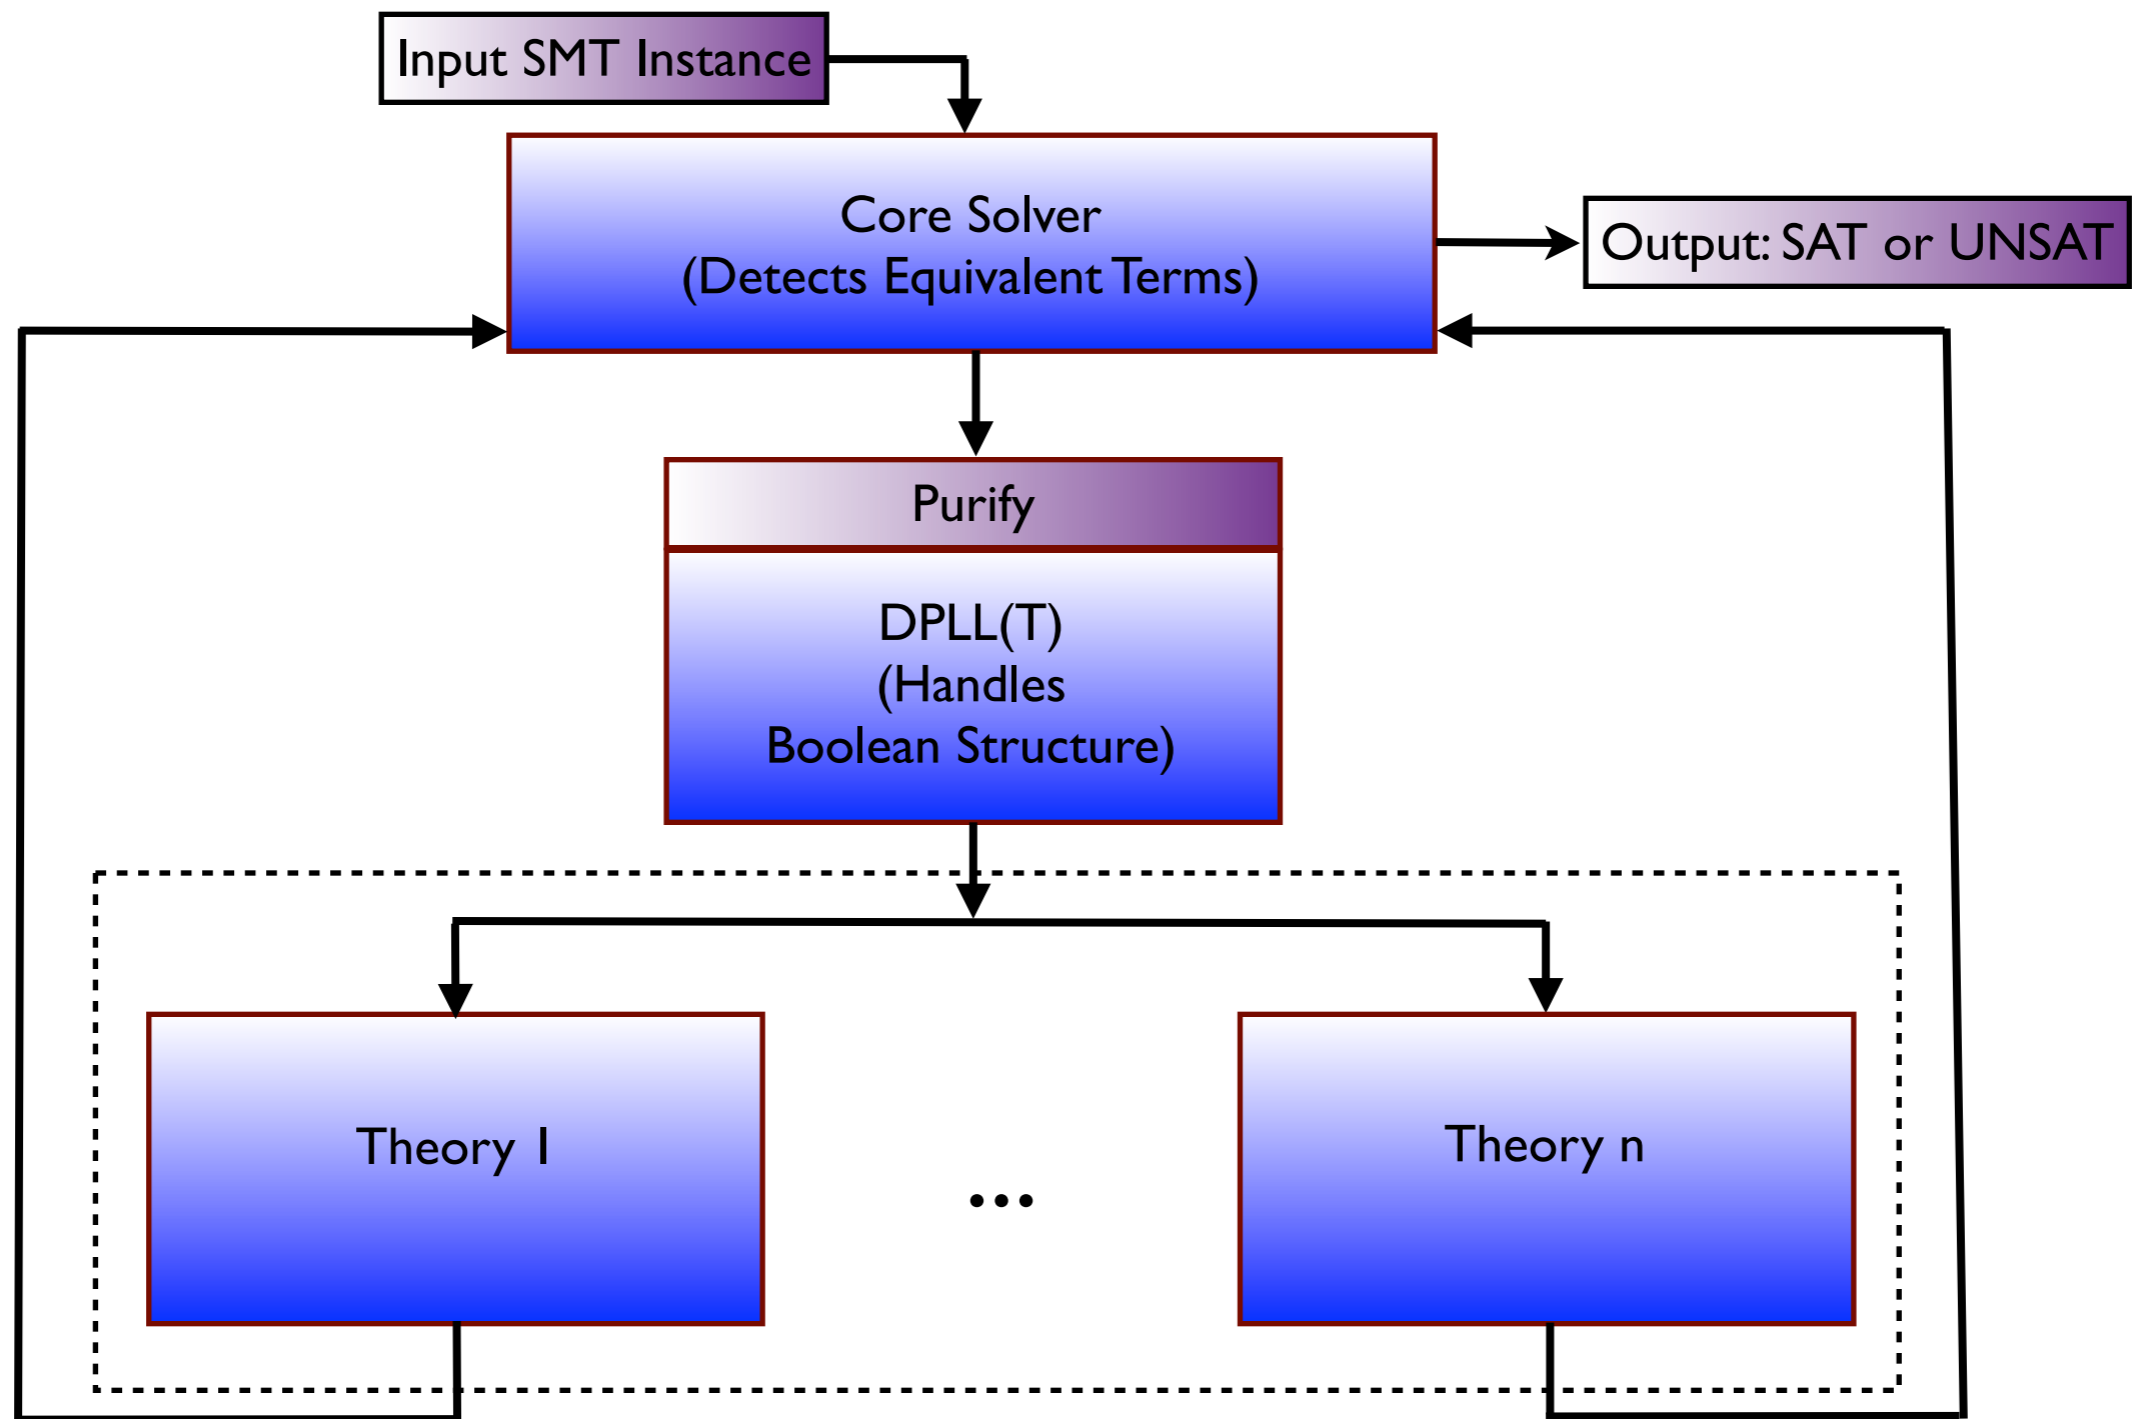 Input SMT Instance
Core Solver
(Detects Equivalent Terms)
Output: SAT or UNSAT
Purify
DPLL(T)
(Handles
Boolean Structure)
Theory 1
Theory n
...